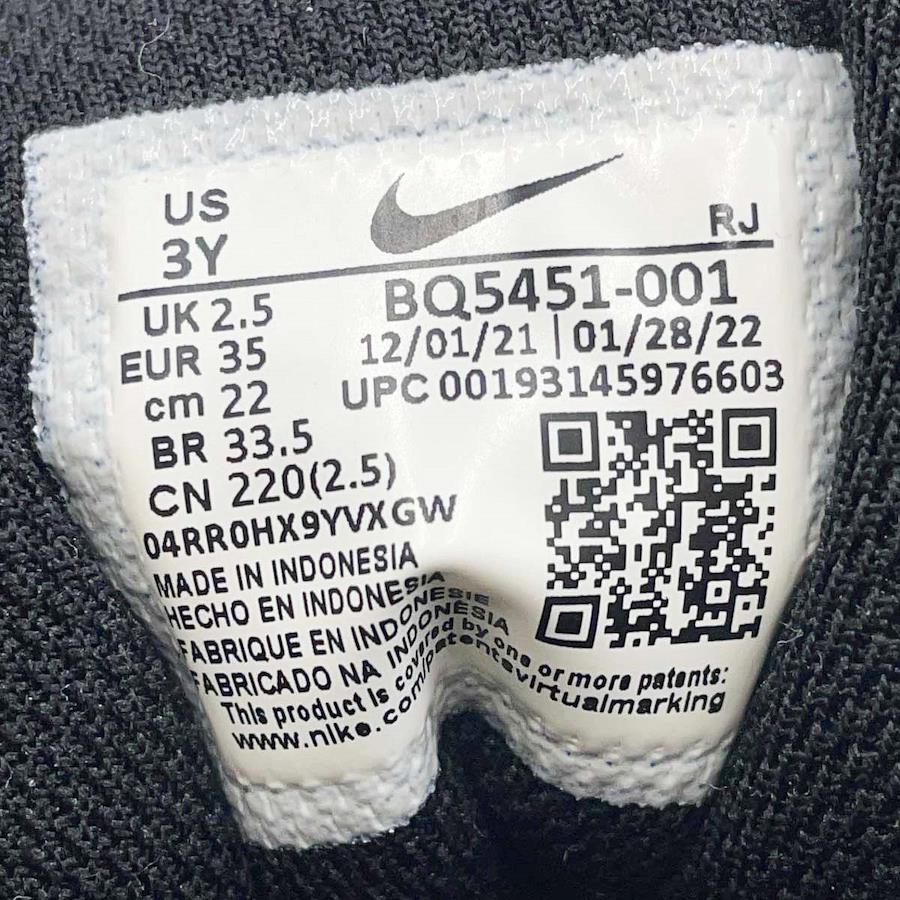 US
3Y
RJ
UK 2.5
EUR 35
cm 22
BR 33.5
CN 220(2.5)
BQ5451-001
12/01/21 | 01/28/22
UPC 00193145976603
04RR0HX9YVXGW
MADE IN INDONESIA
HECHO EN INDONESIA
FABRIQUE EN INDONESIE
FABRICADO NA INDONÉSIA
This product is covered by one or more patents:
www.nike.com/patentsvirtualmarking